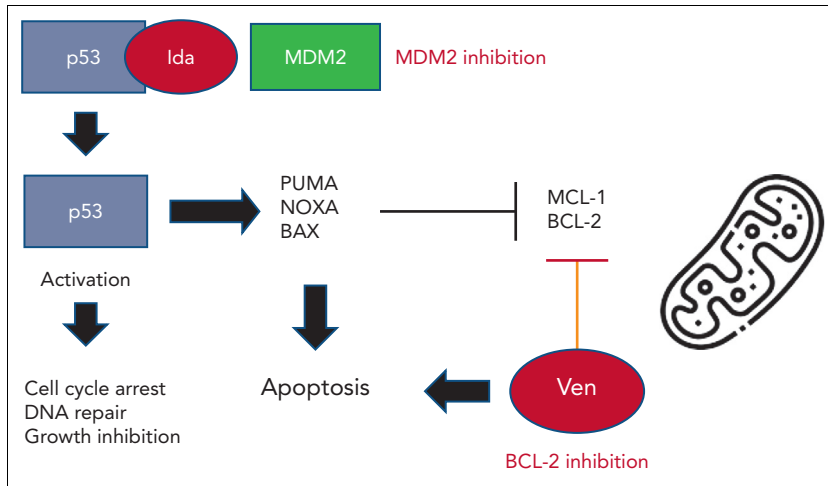 p53
Ida
MDM2
MDM2 inhibition
p53
PUMA
NOXA
BAX
MCL-1
BCL-2
Activation
Cell cycle arrest
DNA repair
Growth inhibition
Apoptosis
Ven
BCL-2 inhibition